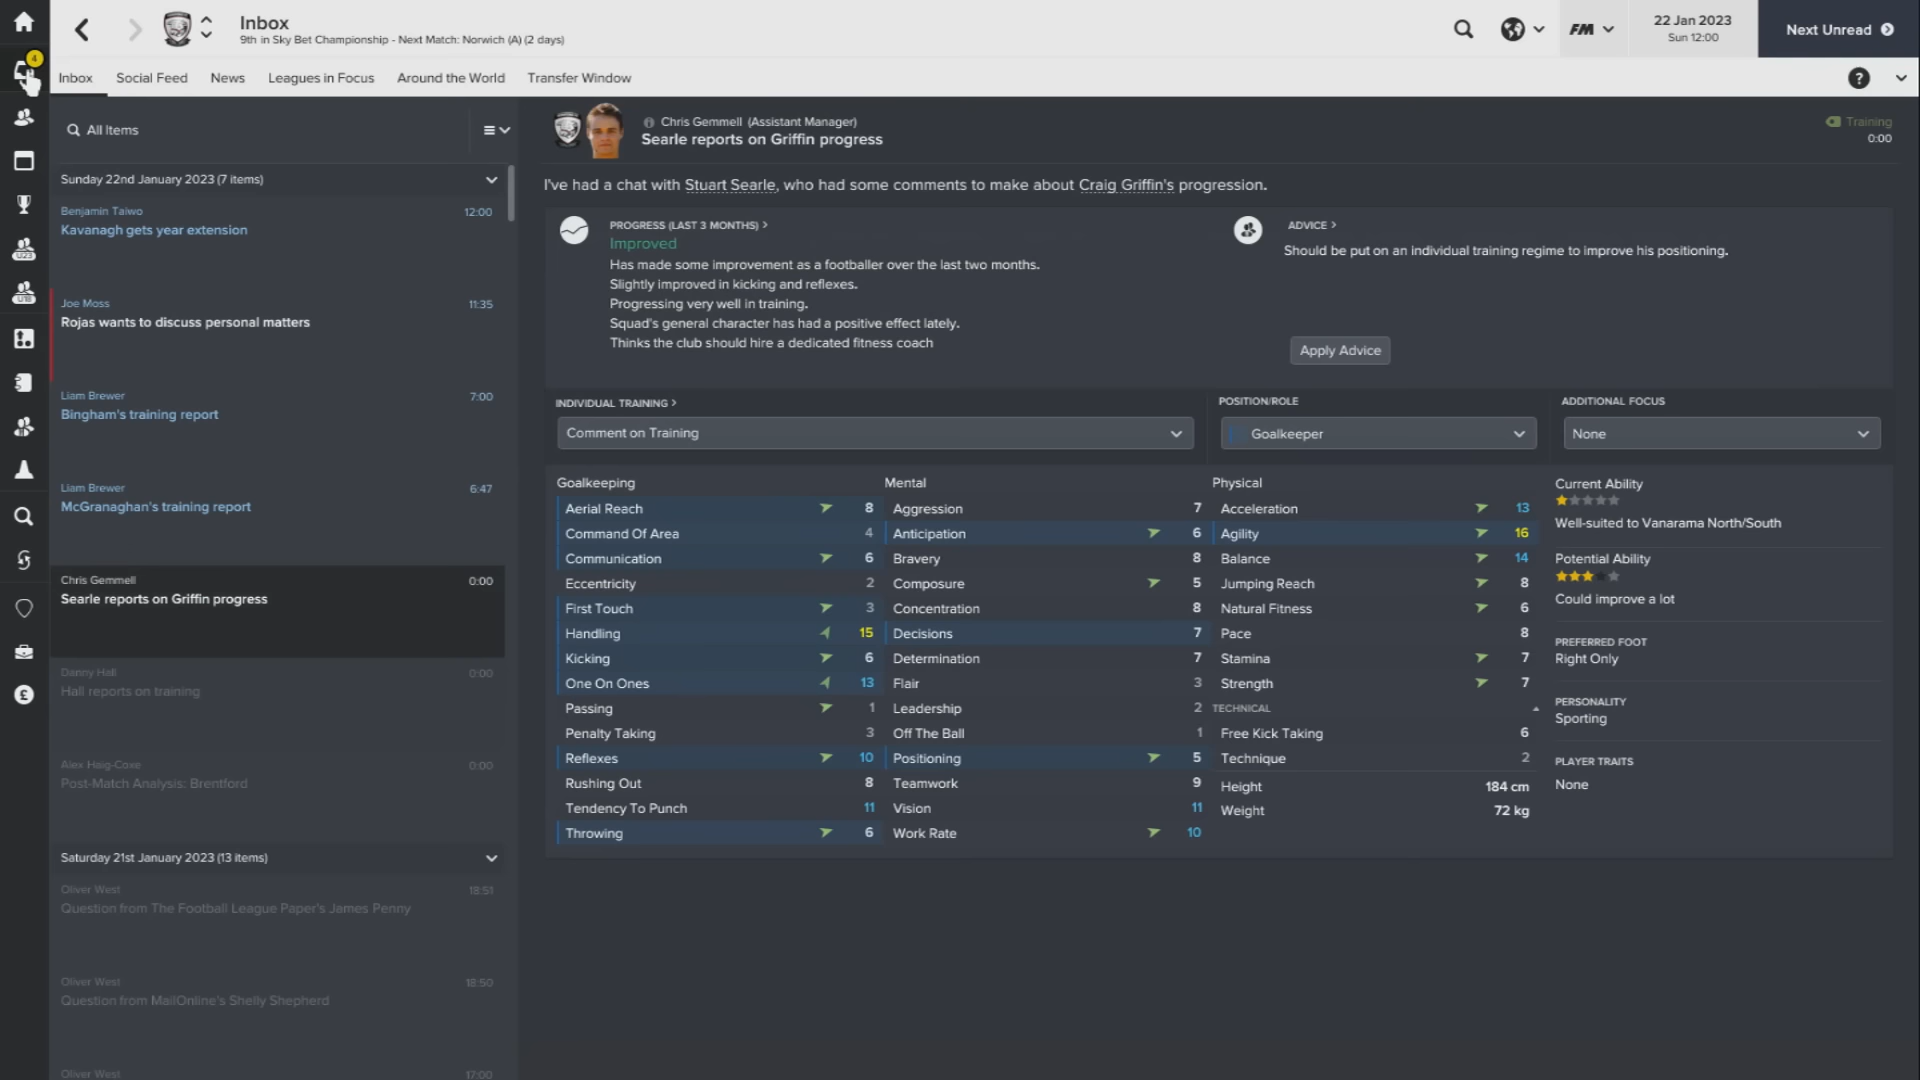 4
Inbox
9th in Sky Bet Championship - Next Match: Norwich (A) (2 days)
FM
22 Jan 2023
Sun 12:00
Next Unread
Inbox Social Feed News Leagues in Focus Around the World Transfer Window
?
All Items
Sunday 22nd January 2023 (7 items)
Benjamin Taiwo 12:00
Kavanagh gets year extension
Joe Moss 11:35
Rojas wants to discuss personal matters
Liam Brewer 7:00
Bingham's training report
Liam Brewer 6:47
McGranaghan's training report
Chris Gemmell 0:00
Searle reports on Griffin progress
Danny Hall 0:00
Hall reports on training
Alex Haig-Coxe 0:00
Post-Match Analysis: Brentford
Saturday 21st January 2023 (13 items)
Oliver West 18:51
Question from The Football League Paper's James Penny
Oliver West 18:50
Question from MailOnline's Shelly Shepherd
Oliver West 17:00
U23
U18
£
Chris Gemmell (Assistant Manager)
Searle reports on Griffin progress
Training
0:00
I've had a chat with Stuart Searle, who had some comments to make about Craig Griffin's progression.
PROGRESS (LAST 3 MONTHS) >
Improved
Has made some improvement as a footballer over the last two months.
Slightly improved in kicking and reflexes.
Progressing very well in training.
Squad's general character has had a positive effect lately.
Thinks the club should hire a dedicated fitness coach
ADVICE >
Should be put on an individual training regime to improve his positioning.
Apply Advice
INDIVIDUAL TRAINING >
Comment on Training
POSITION/ROLE
Goalkeeper
ADDITIONAL FOCUS
None
Goalkeeping
Aerial Reach 8
Command Of Area 4
Communication 6
Eccentricity 2
First Touch 3
Handling 15
Kicking 6
One On Ones 13
Passing 1
Penalty Taking 3
Reflexes 10
Rushing Out 8
Tendency To Punch 11
Throwing 6
Mental
Aggression 7
Anticipation 6
Bravery 8
Composure 5
Concentration 8
Decisions 7
Determination 7
Flair 3
Leadership 2
Off The Ball 1
Positioning 5
Teamwork 9
Vision 11
Work Rate 10
Physical
Acceleration 13
Agility 16
Balance 14
Jumping Reach 8
Natural Fitness 6
Pace 8
Stamina 7
Strength 7
TECHNICAL
Free Kick Taking 6
Technique 2
Height 184 cm
Weight 72 kg
Current Ability
Well-suited to Vanarama North/South
Potential Ability
Could improve a lot
PREFERRED FOOT
Right Only
PERSONALITY
Sporting
PLAYER TRAITS
None